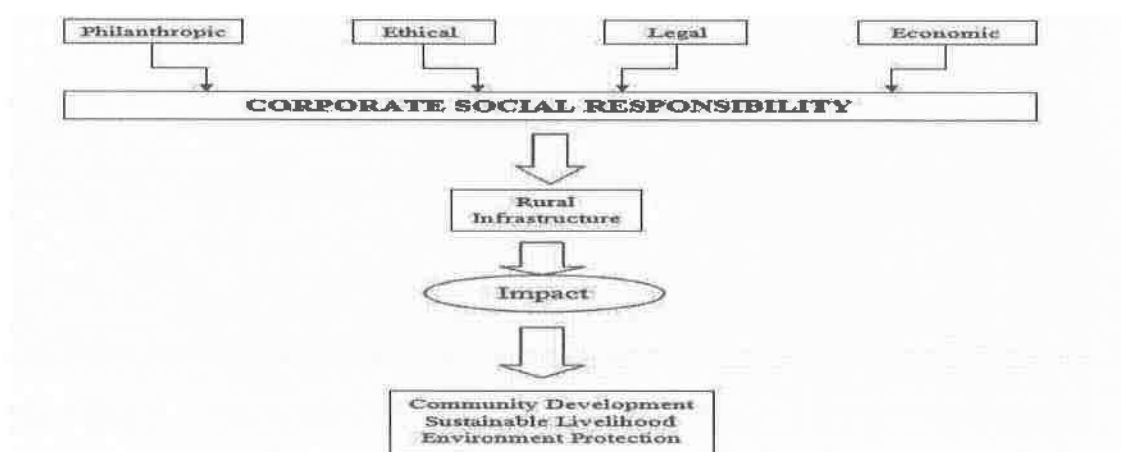 Philanthropic
Ethical
Legal
Economic
CORPORATE SOCIAL RESPONSIBILITY
Rural
Infrastructure
Impact
Community Development
Sustainable Livelihood
Environment Protection